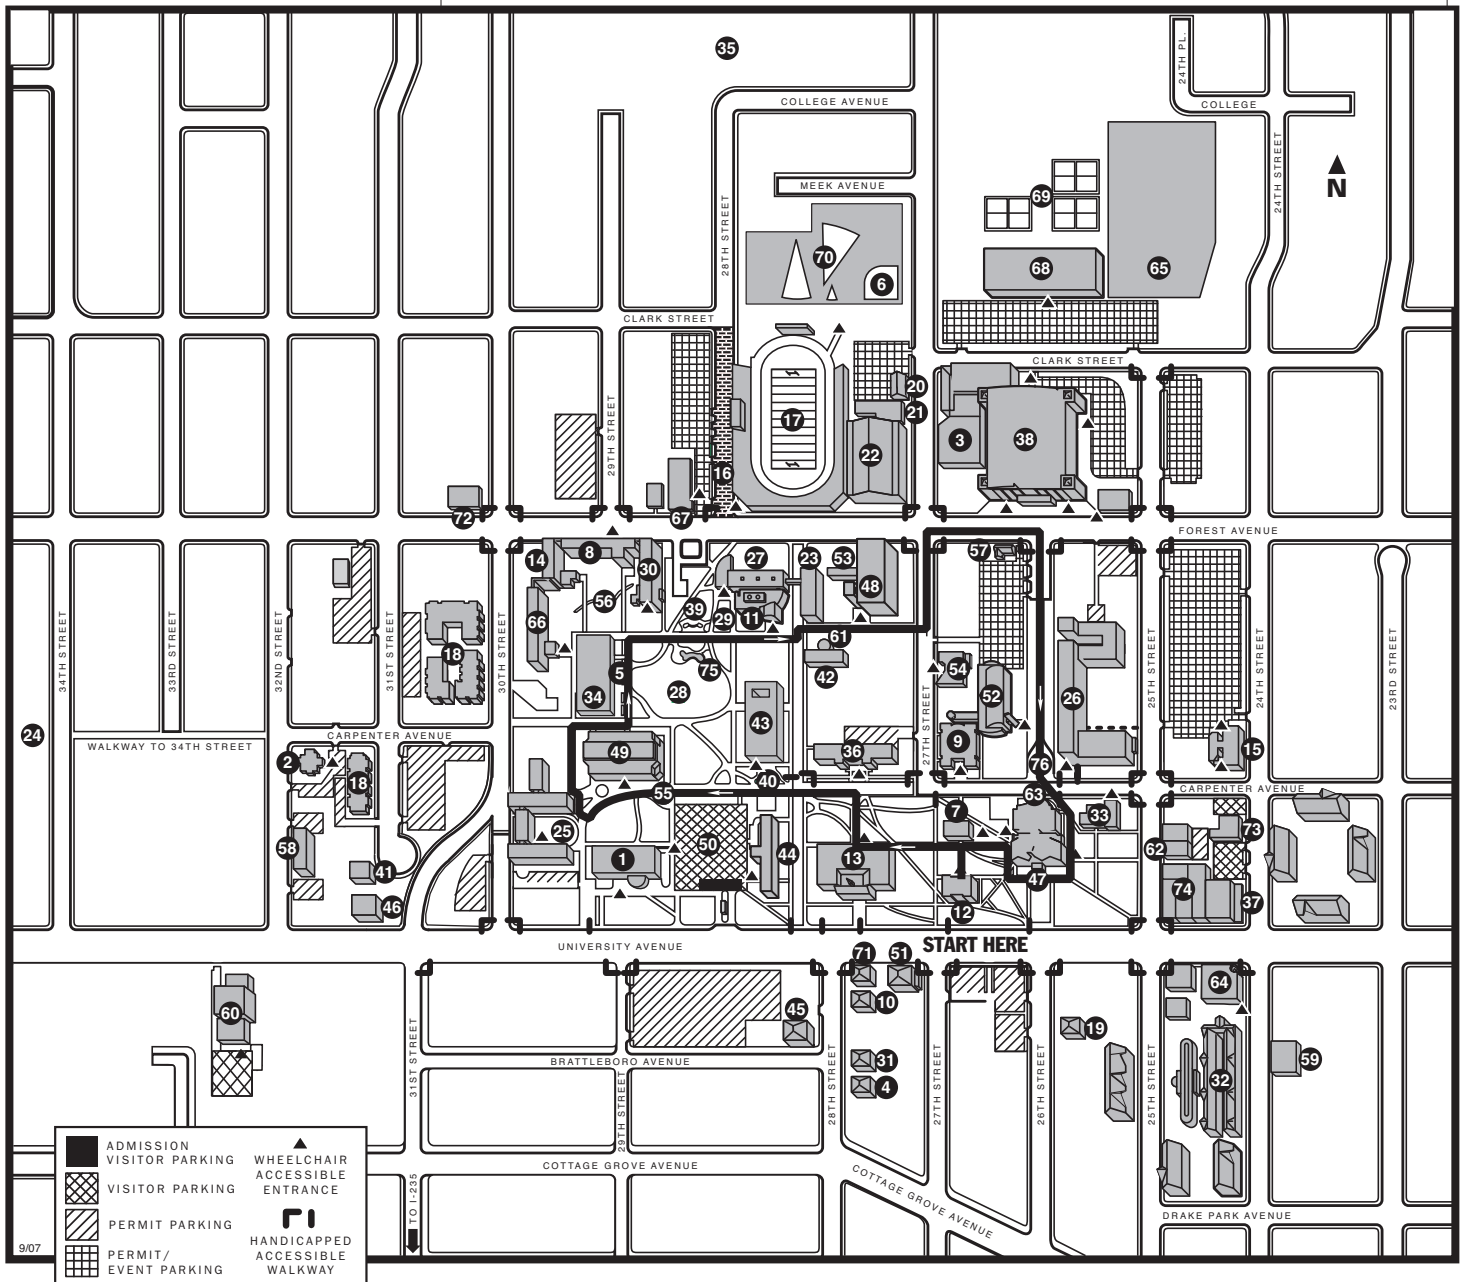 35
24TH PL.
COLLEGE AVENUE
COLLEGE
MEEK AVENUE
28TH STREET
24TH STREET
N
69
70
6
68
65
CLARK STREET
CLARK STREET
20
21
17
22
3
38
29TH STREET
16
72
67
FOREST AVENUE
14
8
30
27
23
53
48
57
56
39
29
11
66
61
34TH STREET
33RD STREET
32ND STREET
31ST STREET
30TH STREET
18
5
34
28
75
42
54
52
26
27TH STREET
25TH STREET
24TH STREET
23RD STREET
24
WALKWAY TO 34TH STREET
CARPENTER AVENUE
43
49
36
9
76
15
2
18
40
55
63
CARPENTER AVENUE
7
33
58
25
1
50
44
13
62
73
41
46
47
12
74
37
UNIVERSITY AVENUE
START HERE
71
51
10
60
45
64
19
31
4
32
59
31ST STREET
BRATTLEBORO AVENUE
29TH STREET
28TH STREET
27TH STREET
26TH STREET
25TH STREET
COTTAGE GROVE AVENUE
COTTAGE GROVE AVENUE
DRAKE PARK AVENUE
TO I-235
ADMISSION
VISITOR PARKING
VISITOR PARKING
PERMIT PARKING
PERMIT/
EVENT PARKING
WHEELCHAIR
ACCESSIBLE
ENTRANCE
HANDICAPPED
ACCESSIBLE
WALKWAY
9/07